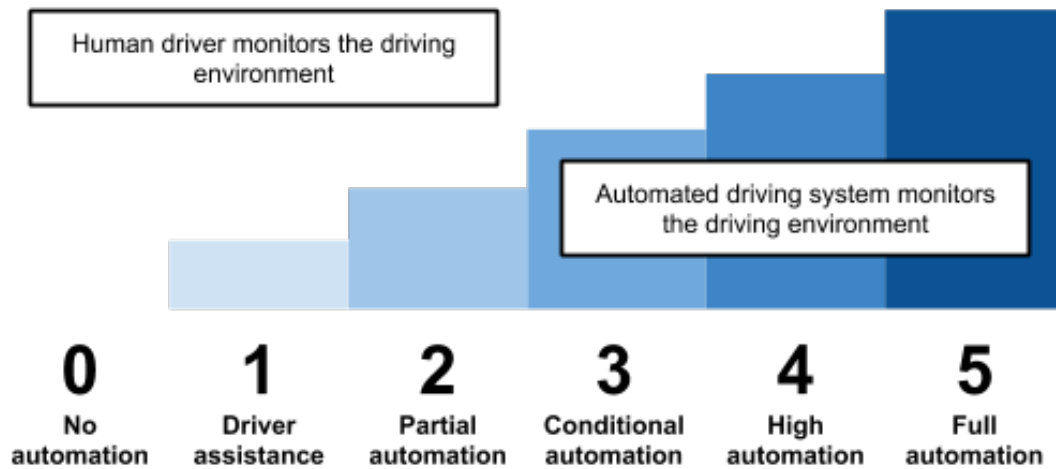 Human driver monitors the driving
environment
Automated driving system monitors
the driving environment
0
No
automation
1
Driver
assistance
2
Partial
automation
3
Conditional
automation
4
High
automation
5
Full
automation